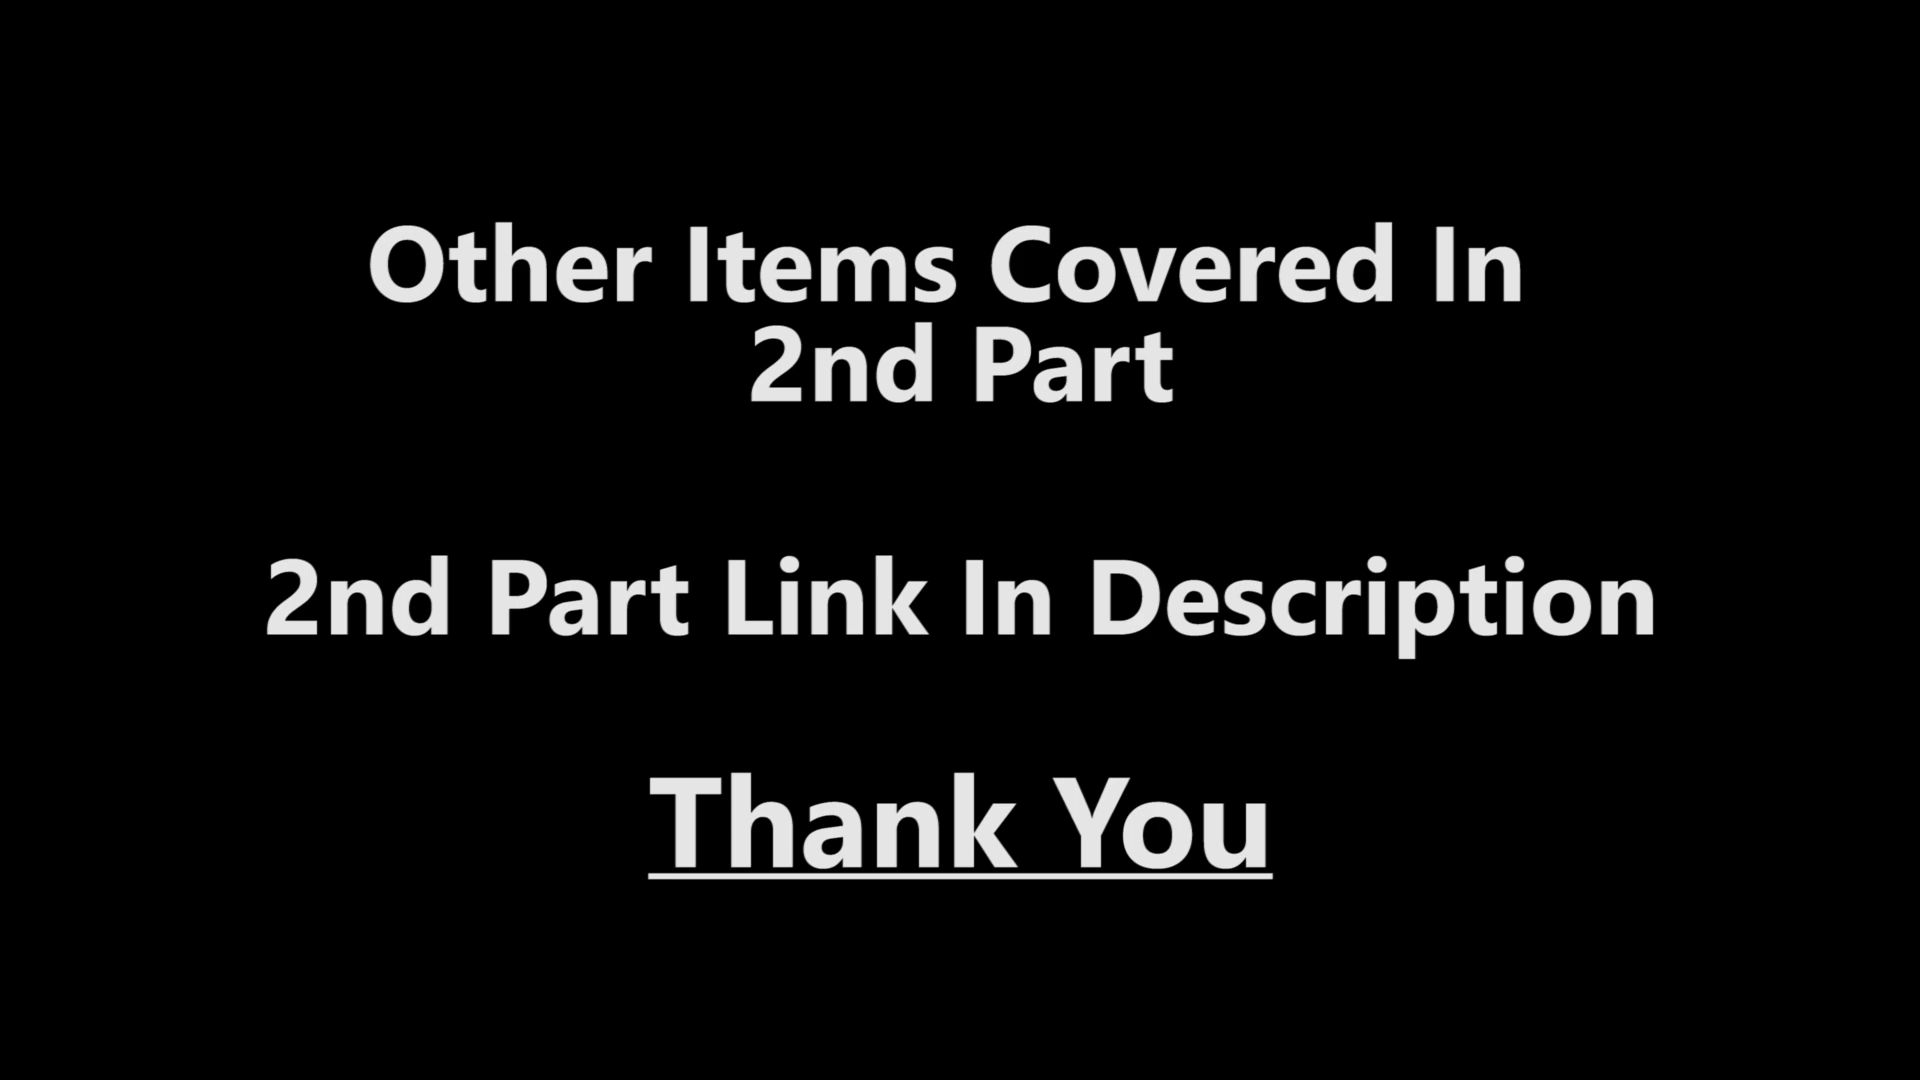 Other Items Covered In
2nd Part
2nd Part Link In Description
Thank You